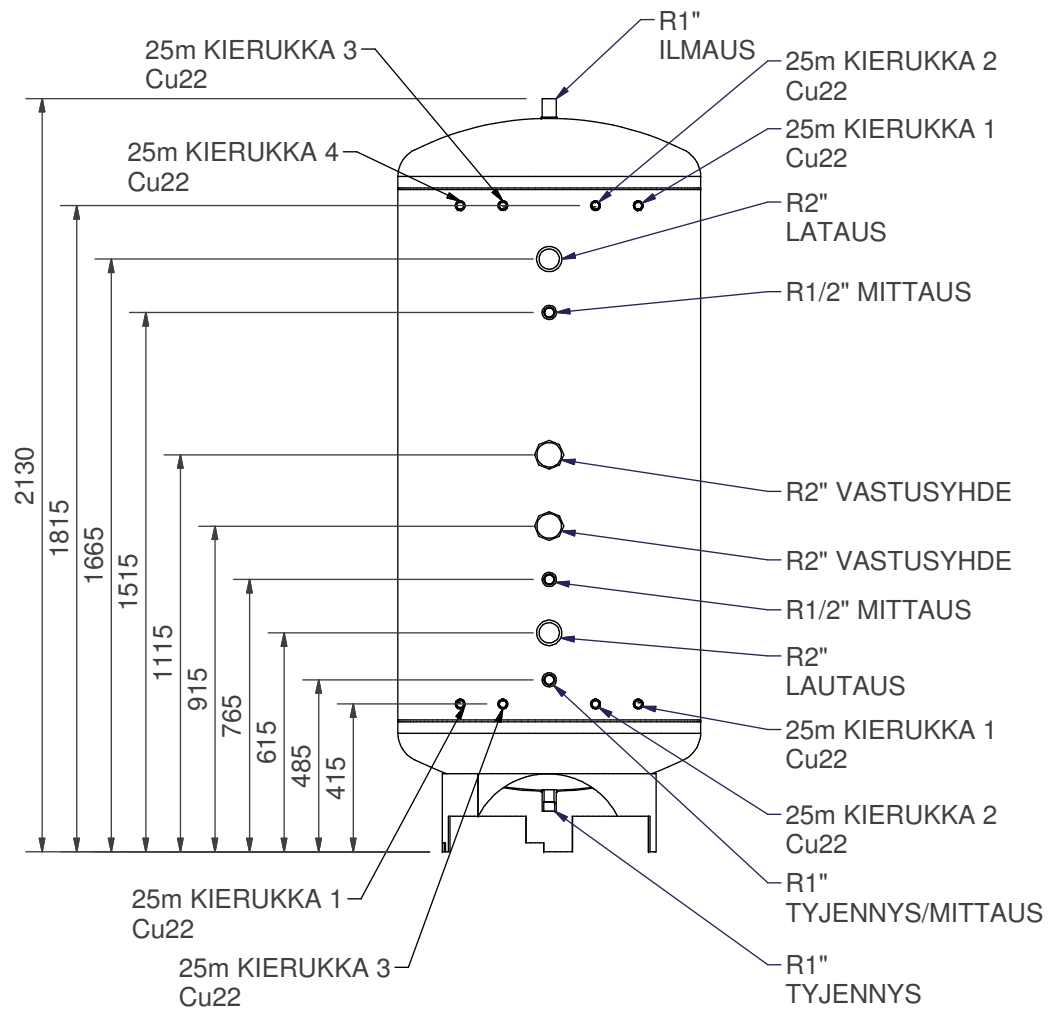 R1"
ILMAUS
25m KIERUKKA 3
Cu22
25m KIERUKKA 2
Cu22
25m KIERUKKA 4
Cu22
25m KIERUKKA 1
Cu22
R2"
LATAUS
R1/2" MITTAUS
R2" VASTUSYHDE
R2" VASTUSYHDE
R1/2" MITTAUS
R2"
LAUTAUS
25m KIERUKKA 1
Cu22
25m KIERUKKA 2
Cu22
R1"
TYJENNYS/MITTAUS
R1"
TYJENNYS
25m KIERUKKA 1
Cu22
25m KIERUKKA 3
Cu22
2130
1815
1665
1515
1115
915
765
615
485
415